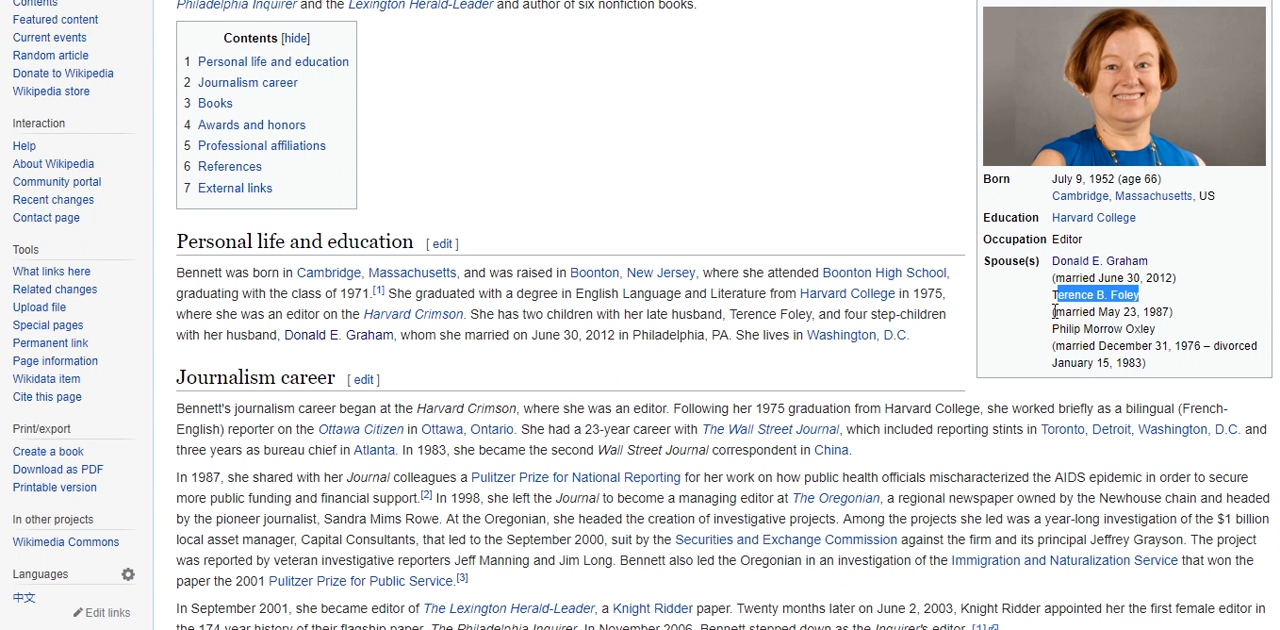 Contents
Featured content
Current events
Random article
Donate to Wikipedia
Wikipedia store
Interaction
Help
About Wikipedia
Community portal
Recent changes
Contact page
Tools
What links here
Related changes
Upload file
Special pages
Permanent link
Page information
Wikidata item
Cite this page
Print/export
Create a book
Download as PDF
Printable version
In other projects
Wikimedia Commons
Languages
中文
Edit links
Philadelphia Inquirer and the Lexington Herald-Leader and author of six nonfiction books.
Contents [hide]
1 Personal life and education
2 Journalism career
3 Books
4 Awards and honors
5 Professional affiliations
6 References
7 External links
Personal life and education [ edit ]
Bennett was born in Cambridge, Massachusetts, and was raised in Boonton, New Jersey, where she attended Boonton High School,
graduating with the class of 1971.[1] She graduated with a degree in English Language and Literature from Harvard College in 1975,
where she was an editor on the Harvard Crimson. She has two children with her late husband, Terence Foley, and four step-children
with her husband, Donald E. Graham, whom she married on June 30, 2012 in Philadelphia, PA. She lives in Washington, D.C.
Journalism career [ edit ]
Bennett's journalism career began at the Harvard Crimson, where she was an editor. Following her 1975 graduation from Harvard College, she worked briefly as a bilingual (French-
English) reporter on the Ottawa Citizen in Ottawa, Ontario. She had a 23-year career with The Wall Street Journal, which included reporting stints in Toronto, Detroit, Washington, D.C. and
three years as bureau chief in Atlanta. In 1983, she became the second Wall Street Journal correspondent in China.
In 1987, she shared with her Journal colleagues a Pulitzer Prize for National Reporting for her work on how public health officials mischaracterized the AIDS epidemic in order to secure
more public funding and financial support.[2] In 1998, she left the Journal to become a managing editor at The Oregonian, a regional newspaper owned by the Newhouse chain and headed
by the pioneer journalist, Sandra Mims Rowe. At the Oregonian, she headed the creation of investigative projects. Among the projects she led was a year-long investigation of the $1 billion
local asset manager, Capital Consultants, that led to the September 2000, suit by the Securities and Exchange Commission against the firm and its principal Jeffrey Grayson. The project
was reported by veteran investigative reporters Jeff Manning and Jim Long. Bennett also led the Oregonian in an investigation of the Immigration and Naturalization Service that won the
paper the 2001 Pulitzer Prize for Public Service.[3]
In September 2001, she became editor of The Lexington Herald-Leader, a Knight Ridder paper. Twenty months later on June 2, 2003, Knight Ridder appointed her the first female editor in
the 174-year history of their flagship paper, The Philadelphia Inquirer. In November 2006, Bennett stepped down as the Inquirer's editor. [1]
Born July 9, 1952 (age 66)
Cambridge, Massachusetts, US
Education Harvard College
Occupation Editor
Spouse(s) Donald E. Graham
(married June 30, 2012)
Terence B. Foley
(married May 23, 1987)
Philip Morrow Oxley
(married December 31, 1976 – divorced
January 15, 1983)